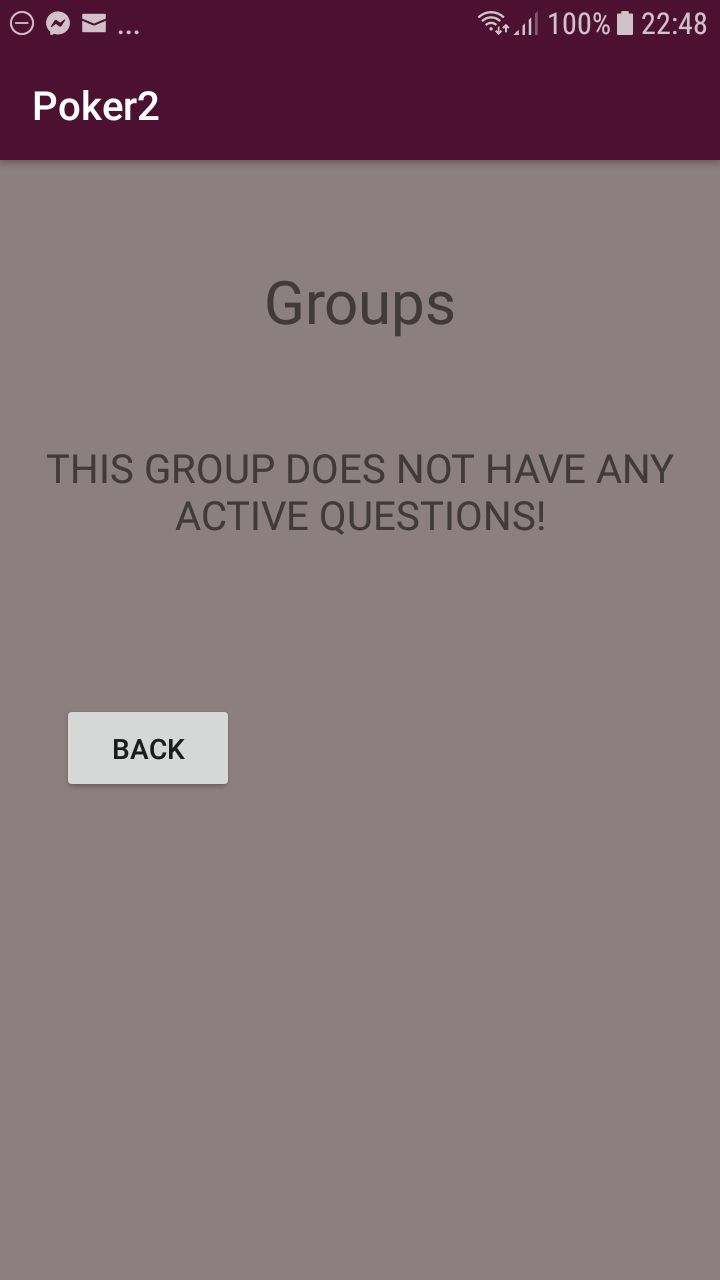 ... 100% 22:48
Poker2
Groups
THIS GROUP DOES NOT HAVE ANY
ACTIVE QUESTIONS!
BACK